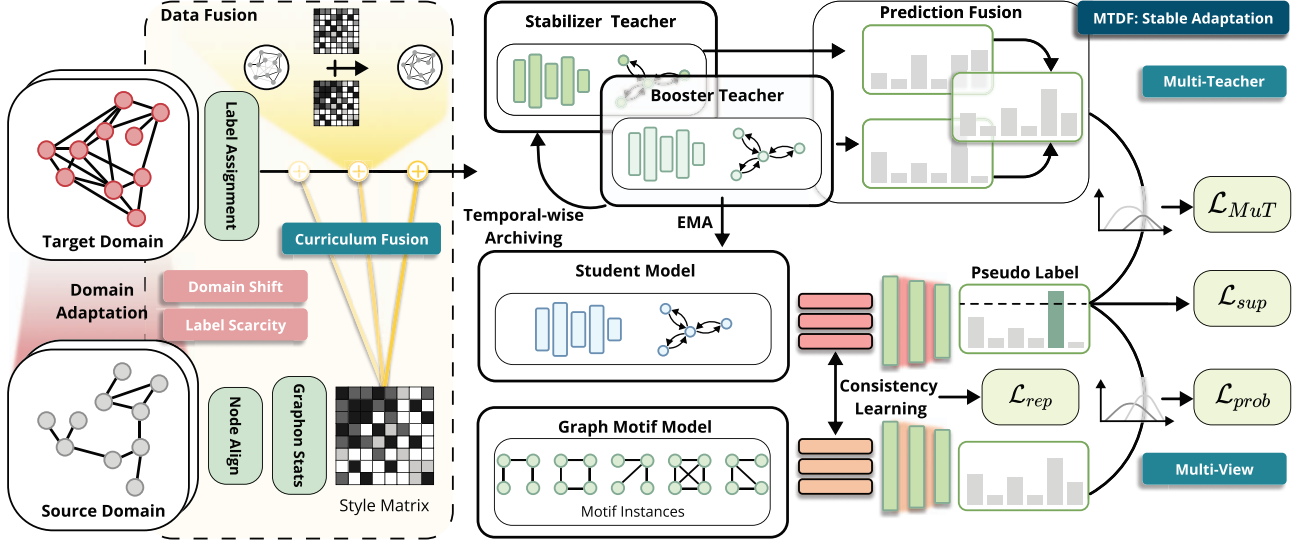 Data Fusion
Stabilizer Teacher
Prediction Fusion
MTDF: Stable Adaptation
Multi-Teacher
Booster Teacher
Label Assignment
Target Domain
Curriculum Fusion
Temporal-wise
Archiving
EMA
ℒ_MuT
Domain
Adaptation
Domain Shift
Label Scarcity
Student Model
Pseudo Label
ℒ_sup
Consistency
Learning
ℒ_rep
ℒ_prob
Node Align
Graphon Stats
Graph Motif Model
Motif Instances
Multi-View
Source Domain
Style Matrix